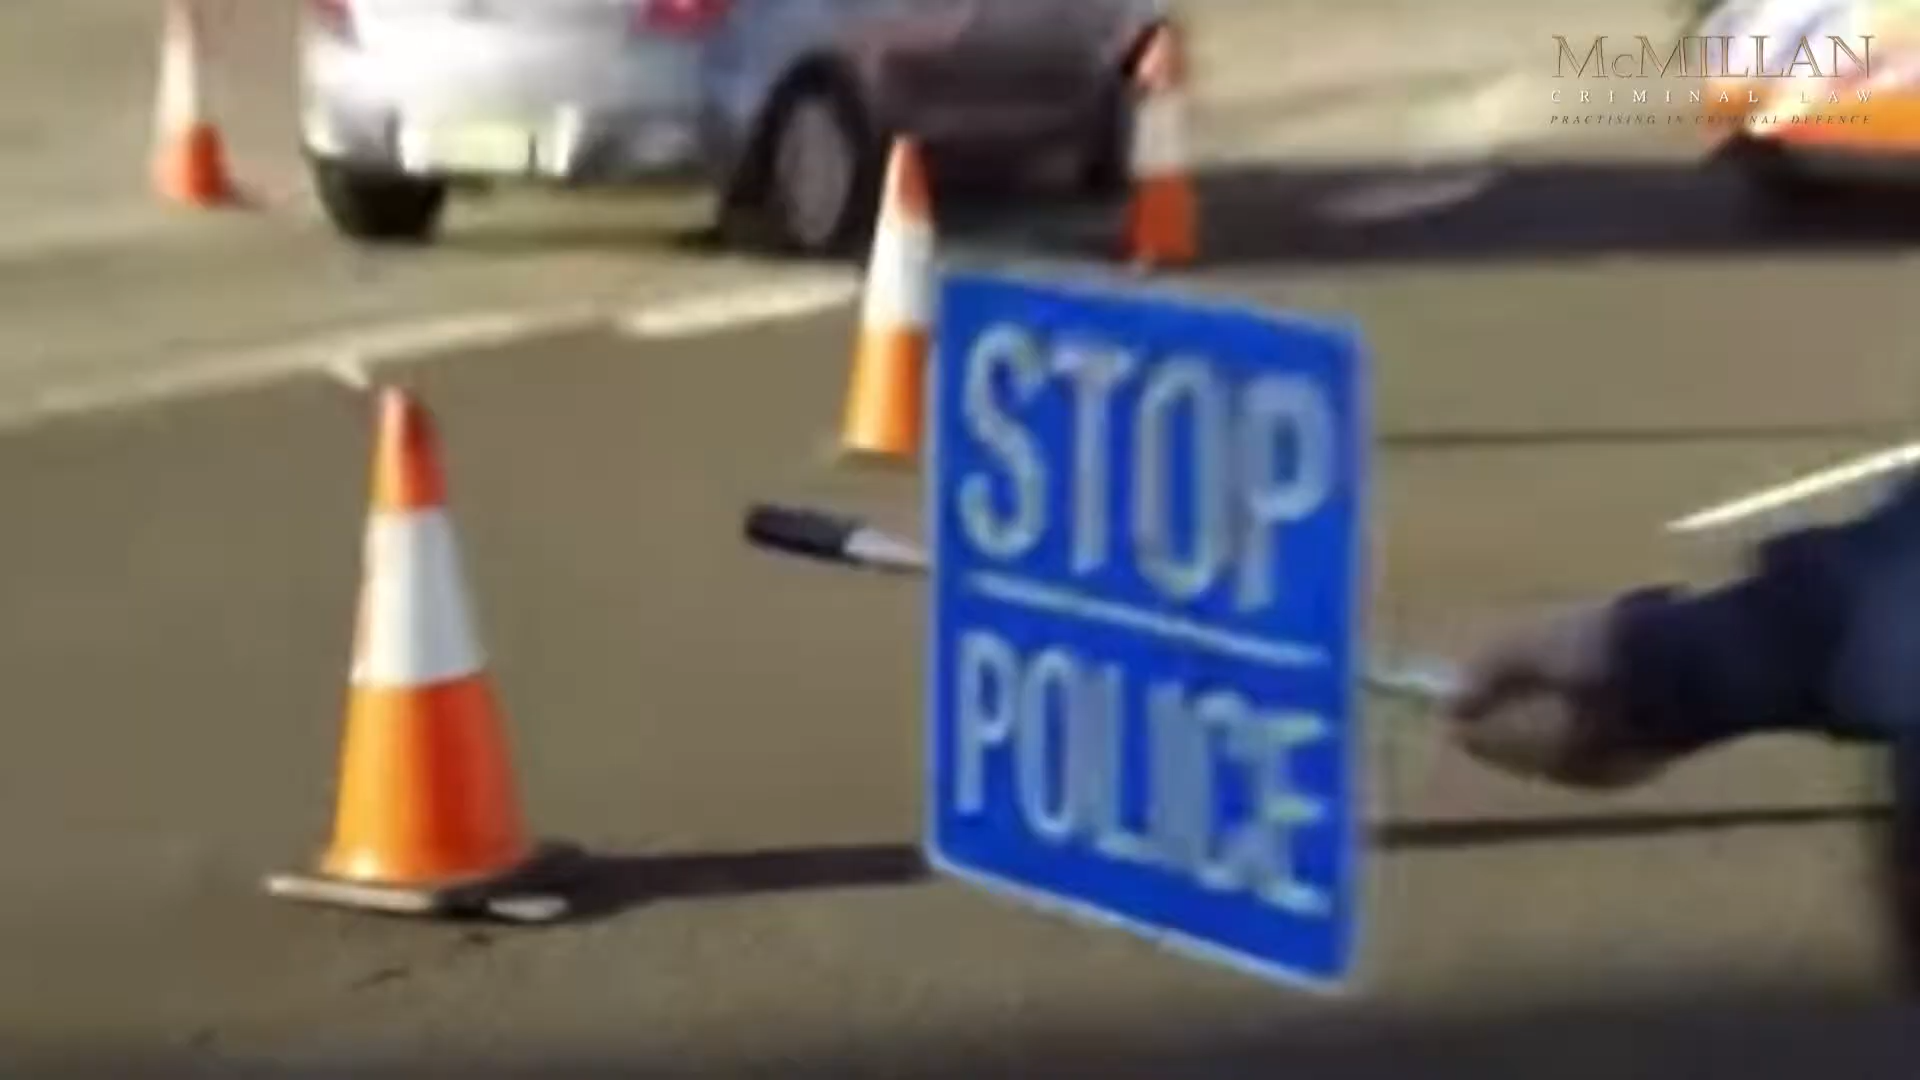 McMILLAN
CRIMINAL LAW
PRACTISING IN CRIMINAL DEFENCE
STOP
POLICE